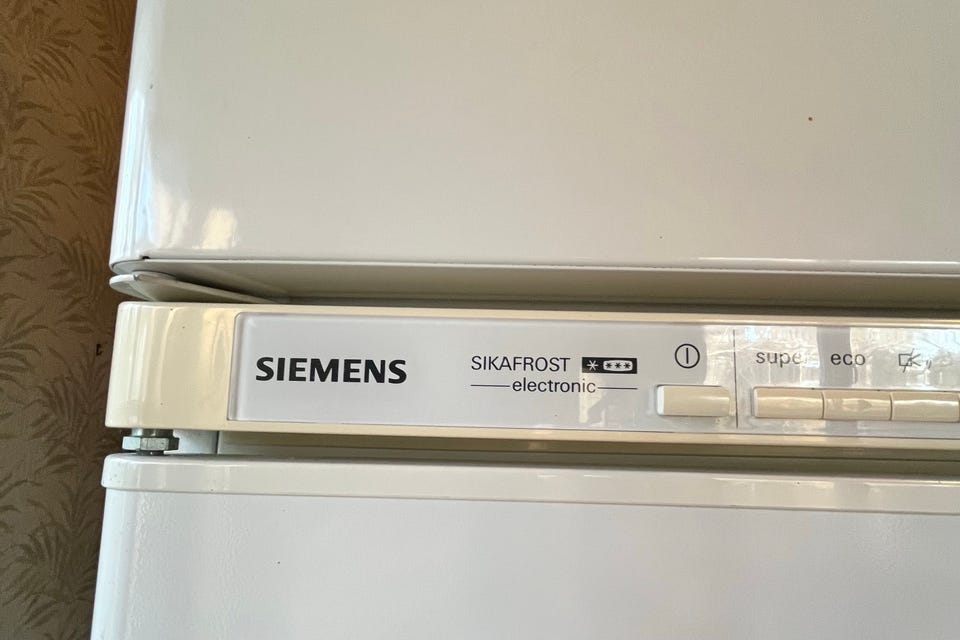 SIEMENS
SIKAFROST
electronic
super
eco